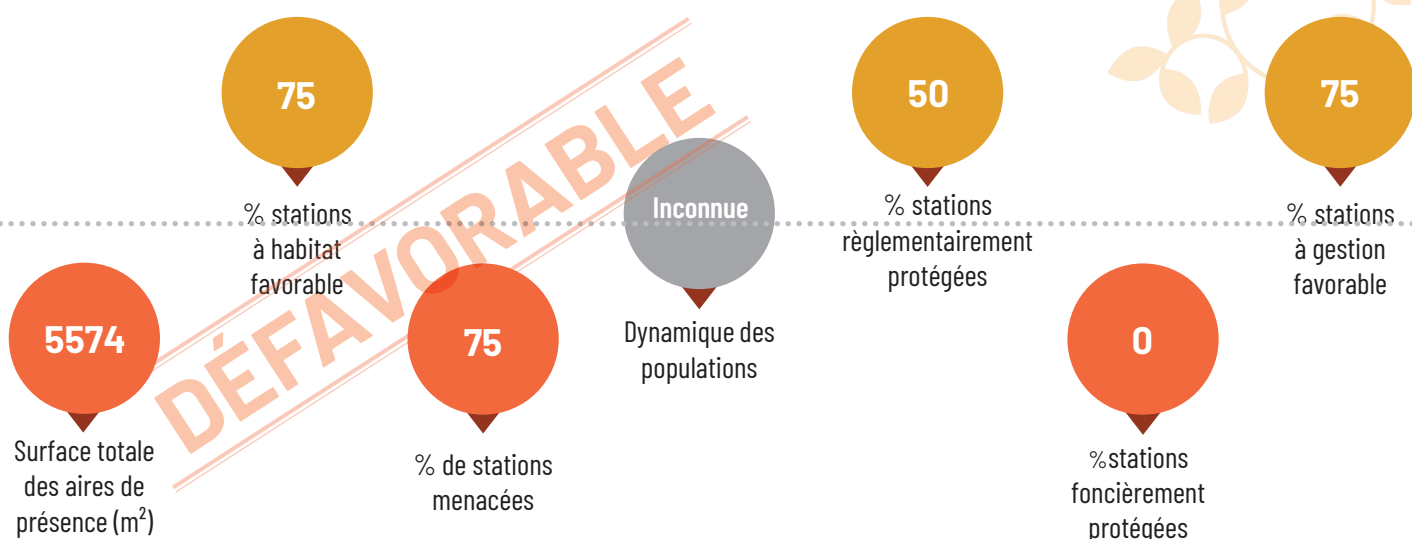 75
% stations
à habitat
favorable
5574
Surface totale
des aires de
présence (m²)
DÉFAVORABLE
75
% de stations
menacées
Inconnue
Dynamique des
populations
50
% stations
règlementairement
protégées
0
%stations
foncièrement
protégées
75
% stations
à gestion
favorable